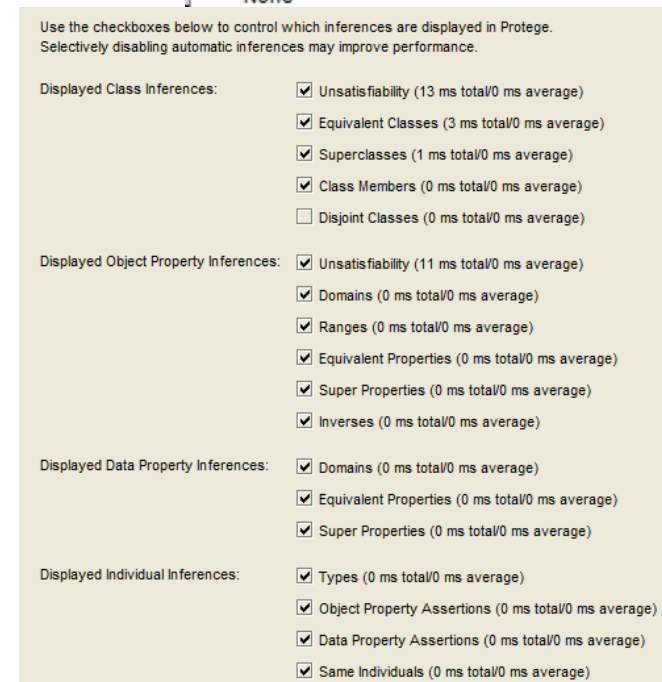 Use the checkboxes below to control which inferences are displayed in Protege.
Selectively disabling automatic inferences may improve performance.
Displayed Class Inferences:
Unsatisfiability (13 ms total/0 ms average)
Equivalent Classes (3 ms total/0 ms average)
Superclasses (1 ms total/0 ms average)
Class Members (0 ms total/0 ms average)
Disjoint Classes (0 ms total/0 ms average)
Displayed Object Property Inferences:
Unsatisfiability (11 ms total/0 ms average)
Domains (0 ms total/0 ms average)
Ranges (0 ms total/0 ms average)
Equivalent Properties (0 ms total/0 ms average)
Super Properties (0 ms total/0 ms average)
Inverses (0 ms total/0 ms average)
Displayed Data Property Inferences:
Domains (0 ms total/0 ms average)
Equivalent Properties (0 ms total/0 ms average)
Super Properties (0 ms total/0 ms average)
Displayed Individual Inferences:
Types (0 ms total/0 ms average)
Object Property Assertions (0 ms total/0 ms average)
Data Property Assertions (0 ms total/0 ms average)
Same Individuals (0 ms total/0 ms average)